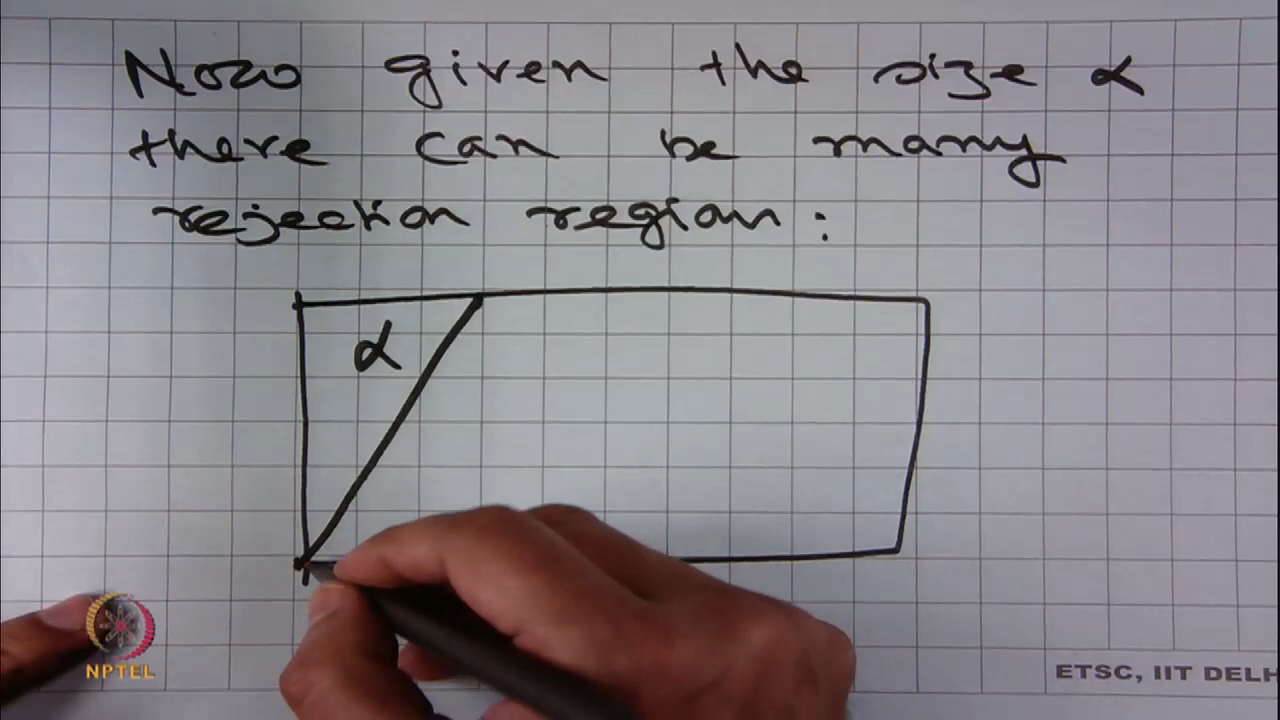 Now given the size α
there can be many
rejection region :
α
NPTEL
ETSC, IIT DELH